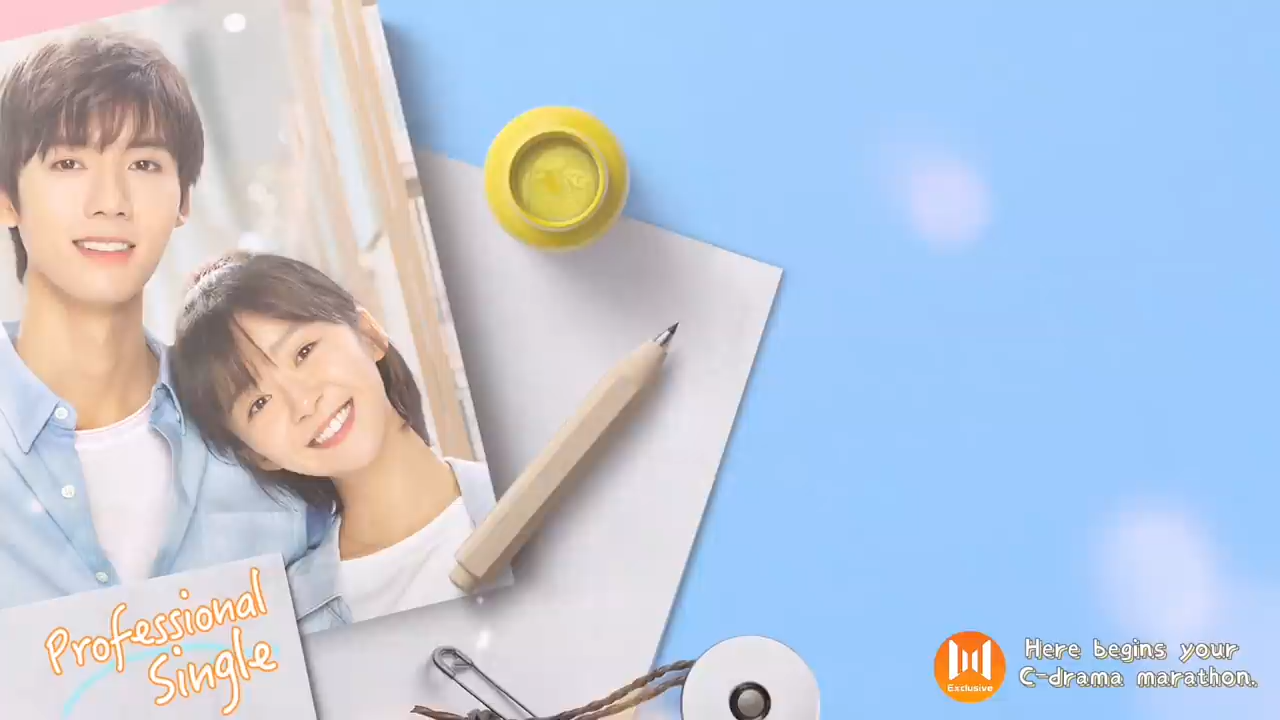 Professional
Single
Exclusive
Here begins your
C-drama marathon.